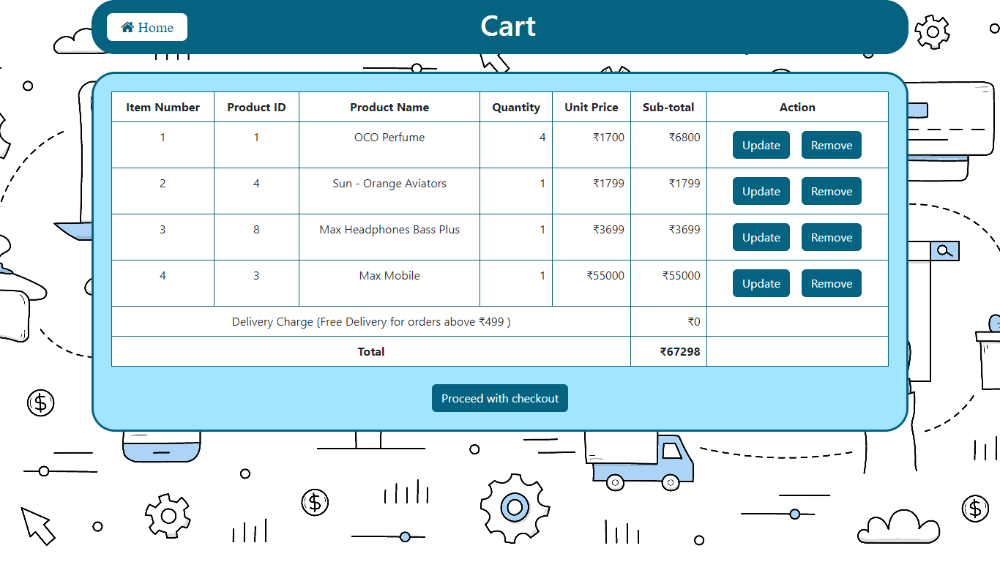 Home
Cart
Item Number Product ID Product Name Quantity Unit Price Sub-total Action
1 1 OCO Perfume 4 ₹1700 ₹6800 Update Remove
2 4 Sun - Orange Aviators 1 ₹1799 ₹1799 Update Remove
3 8 Max Headphones Bass Plus 1 ₹3699 ₹3699 Update Remove
4 3 Max Mobile 1 ₹55000 ₹55000 Update Remove
Delivery Charge (Free Delivery for orders above ₹499 ) ₹0
Total ₹67298
Proceed with checkout
$
$
$